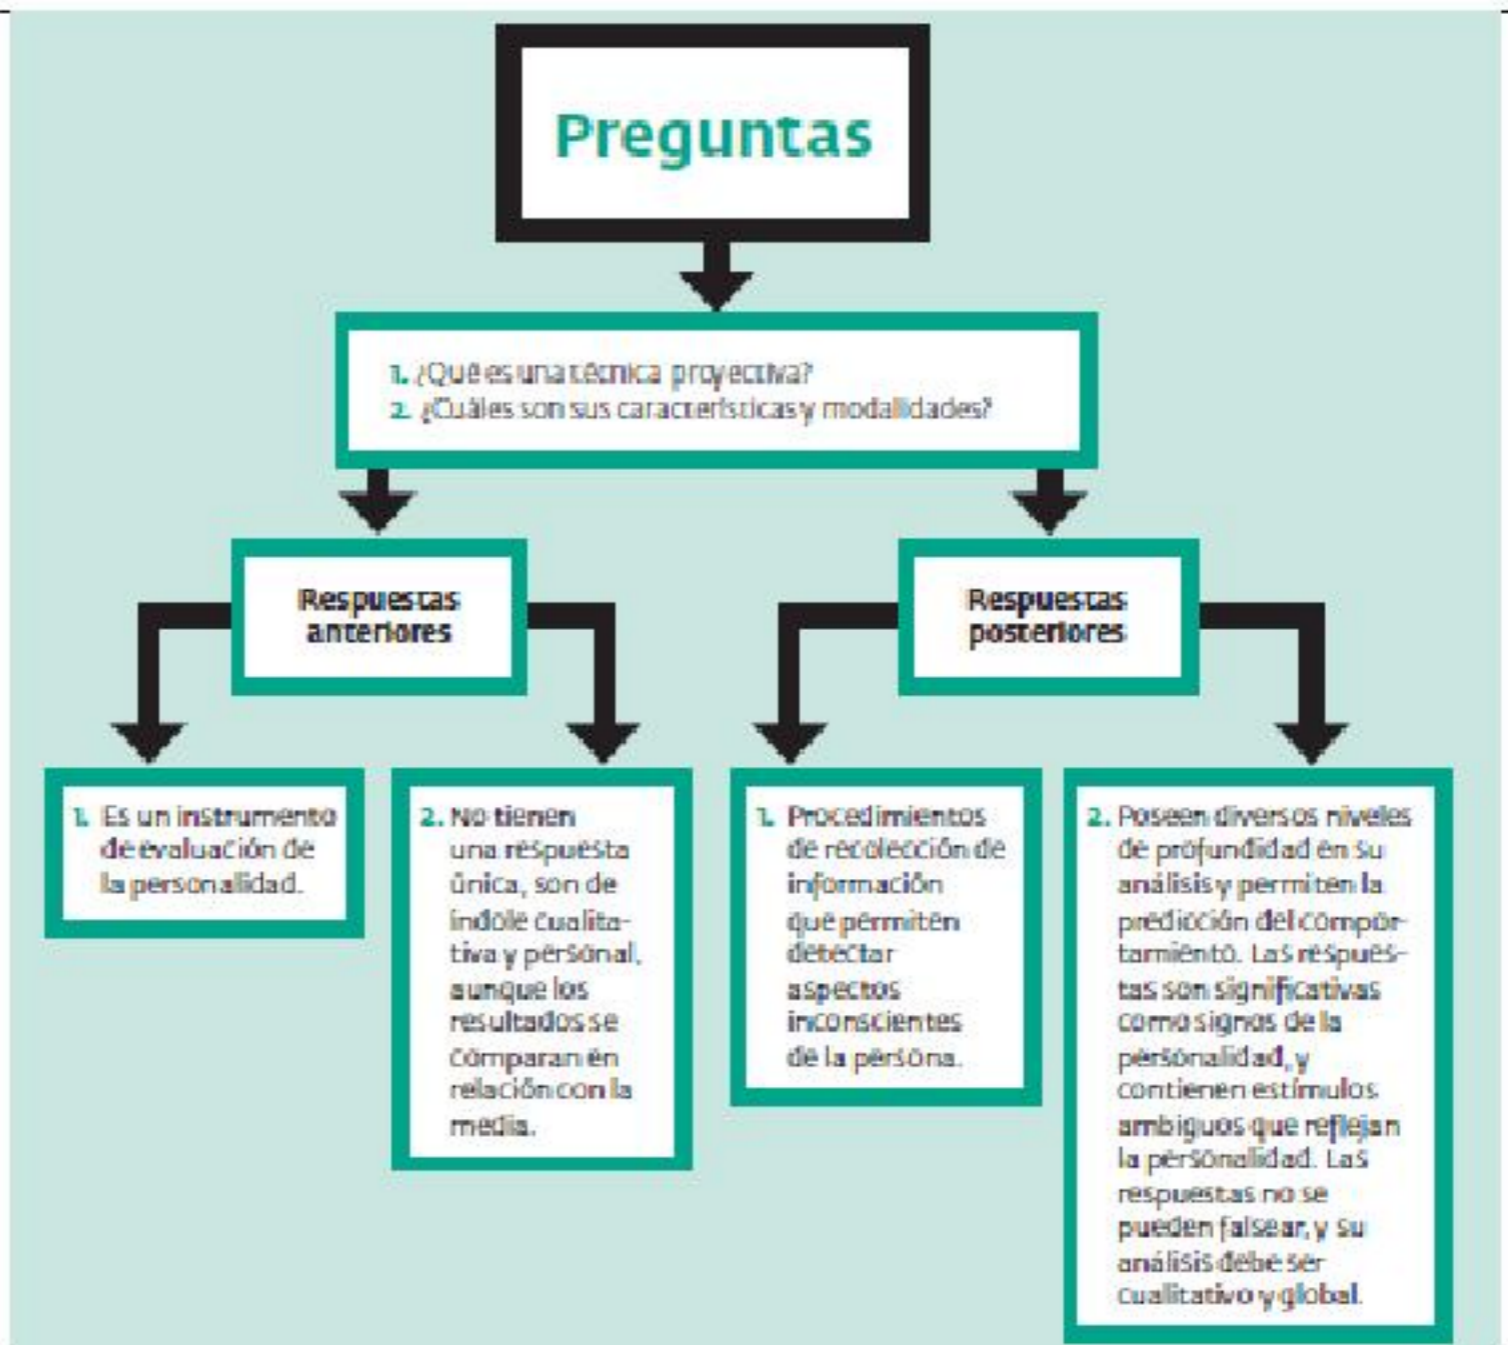 Preguntas
1. ¿Qué es una técnica proyectiva?
2. ¿Cuáles son sus características y modalidades?
Respuestas
anteriores
Respuestas
posteriores
1. Es un instrumento
de evaluación de
la personalidad.
2. No tienen
una respuesta
única, son de
índole cualita-
tiva y personal,
aunque los
resultados se
comparan en
relación con la
media.
1. Procedimientos
de recolección de
información
que permiten
detectar
aspectos
inconscientes
de la persona.
2. Poseen diversos niveles
de profundidad en su
análisis y permiten la
predicción del compor-
tamiento. Las respues-
tas son significativas
como signos de la
personalidad, y
contienen estímulos
ambiguos que reflejan
la personalidad. Las
respuestas no se
pueden falsear, y su
análisis debe ser
cualitativo y global.